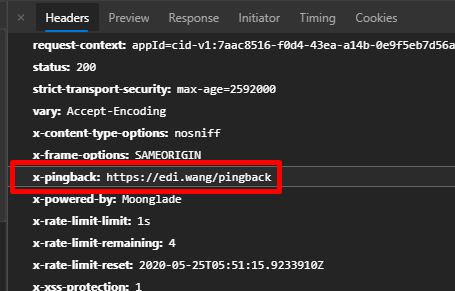 Headers Preview Response Initiator Timing Cookies
request-context: appId=cid-v1:7aac8516-f0d4-43ea-a14b-0e9f5eb7d56a
status: 200
strict-transport-security: max-age=2592000
vary: Accept-Encoding
x-content-type-options: nosniff
x-frame-options: SAMEORIGIN
x-pingback: https://edi.wang/pingback
x-powered-by: Moonglade
x-rate-limit-limit: 1s
x-rate-limit-remaining: 4
x-rate-limit-reset: 2020-05-25T05:51:15.9233910Z
x-xss-protection: 1